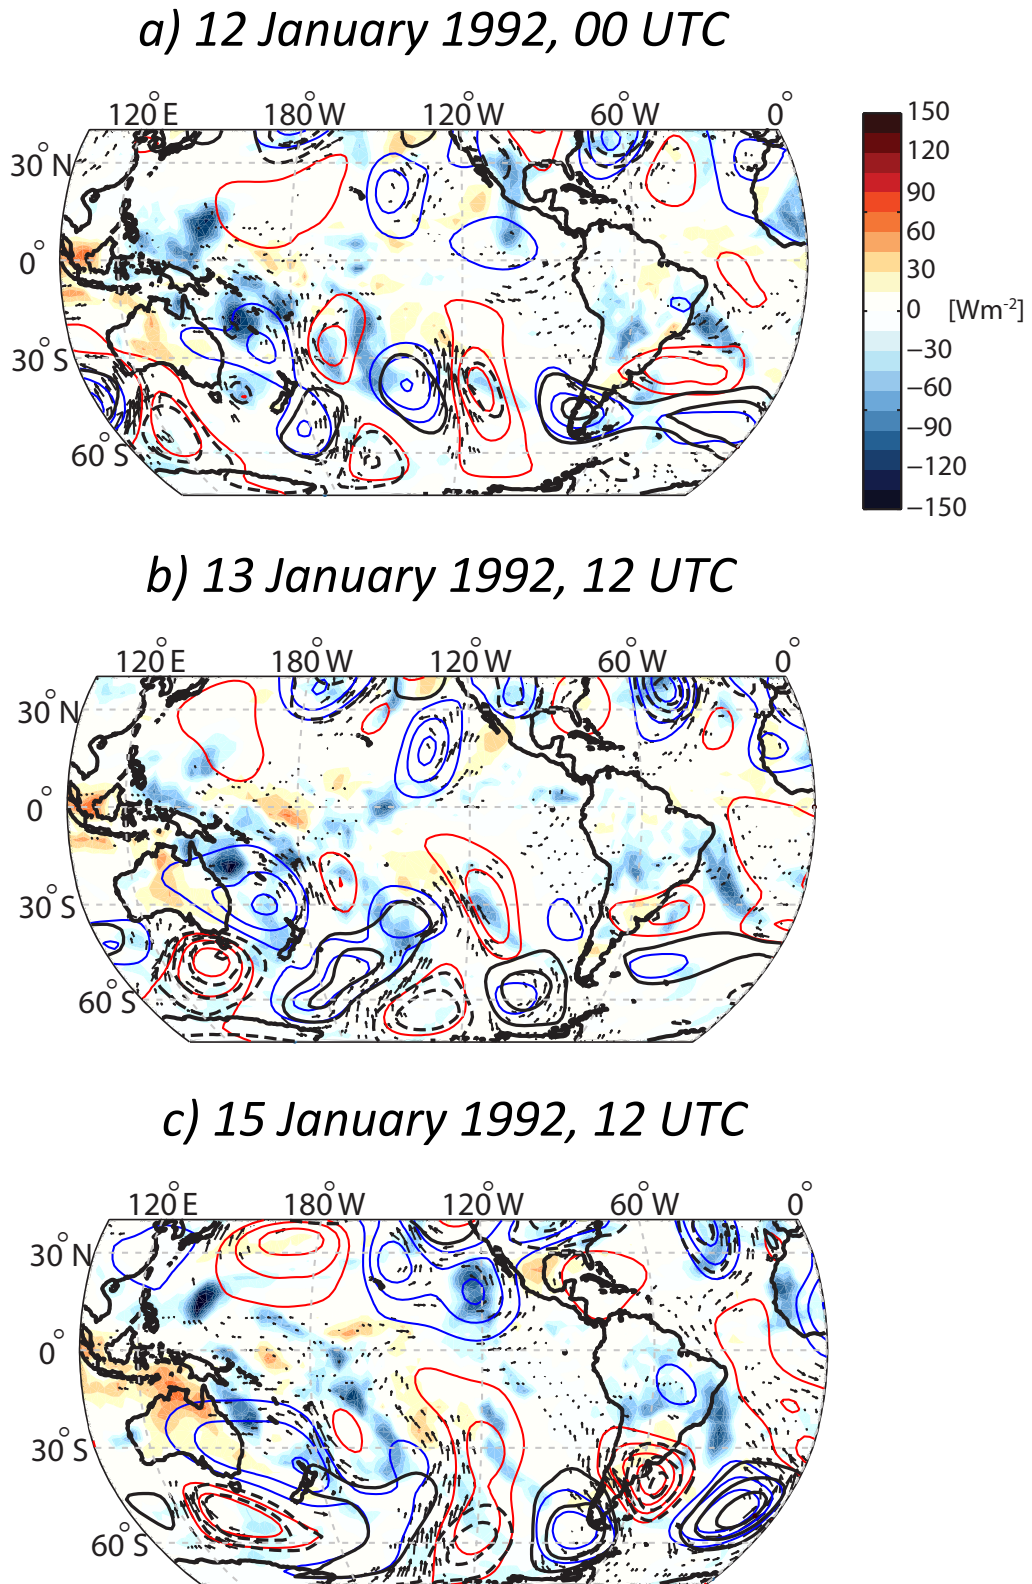 a) 12 January 1992, 00 UTC
120°E 180°W 120°W 60°W 0°
30°N
0°
30°S
60°S
150
120
90
60
30
0
−30
−60
−90
−120
−150
[Wm-2]
b) 13 January 1992, 12 UTC
120°E 180°W 120°W 60°W 0°
30°N
0°
30°S
60°S
c) 15 January 1992, 12 UTC
120°E 180°W 120°W 60°W 0°
30°N
0°
30°S
60°S